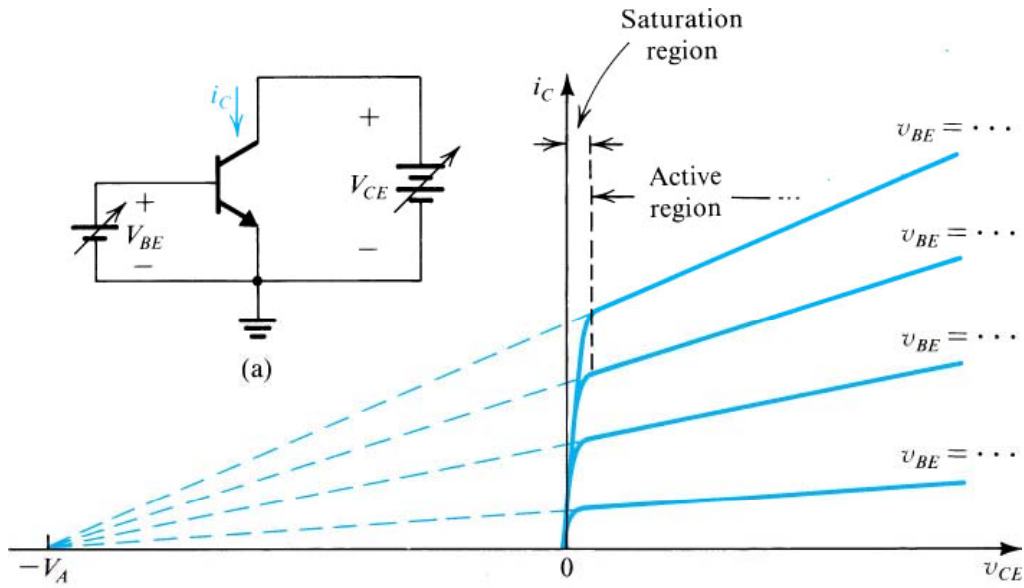 Saturation
region
i_C
v_BE = · · ·
i_C
+
Active
region
...
V_CE
+
V_BE
−
−
v_BE = · · ·
(a)
v_BE = · · ·
v_BE = · · ·
−V_A
0
v_CE